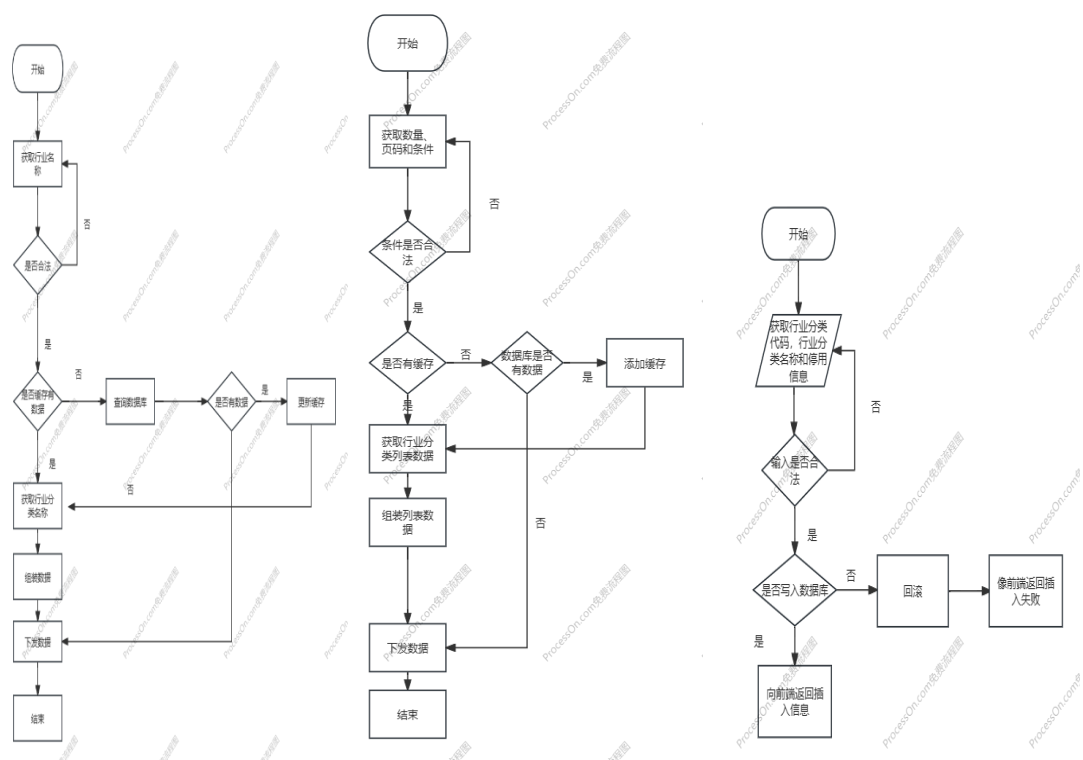 开始
获取行业名
称
否
是否合法
是
是否缓存有
数据
否
查询数据库
是否有数据
是
更新缓存
是
否
获取行业分
类名称
组装数据
下发数据
结束
开始
获取数量、
页码和条件
否
条件是否合
法
是
是否有缓存
否
数据库是否
有数据
是
添加缓存
是
获取行业分
类列表数据
组装列表数
据
否
下发数据
结束
开始
获取行业分类
代码，行业分
类名称和停用
信息
否
输入是否合
法
是
是否写入数据库
否
回滚
像前端返回插
入失败
是
向前端返回插
入信息
ProcessOn.com免费流程图